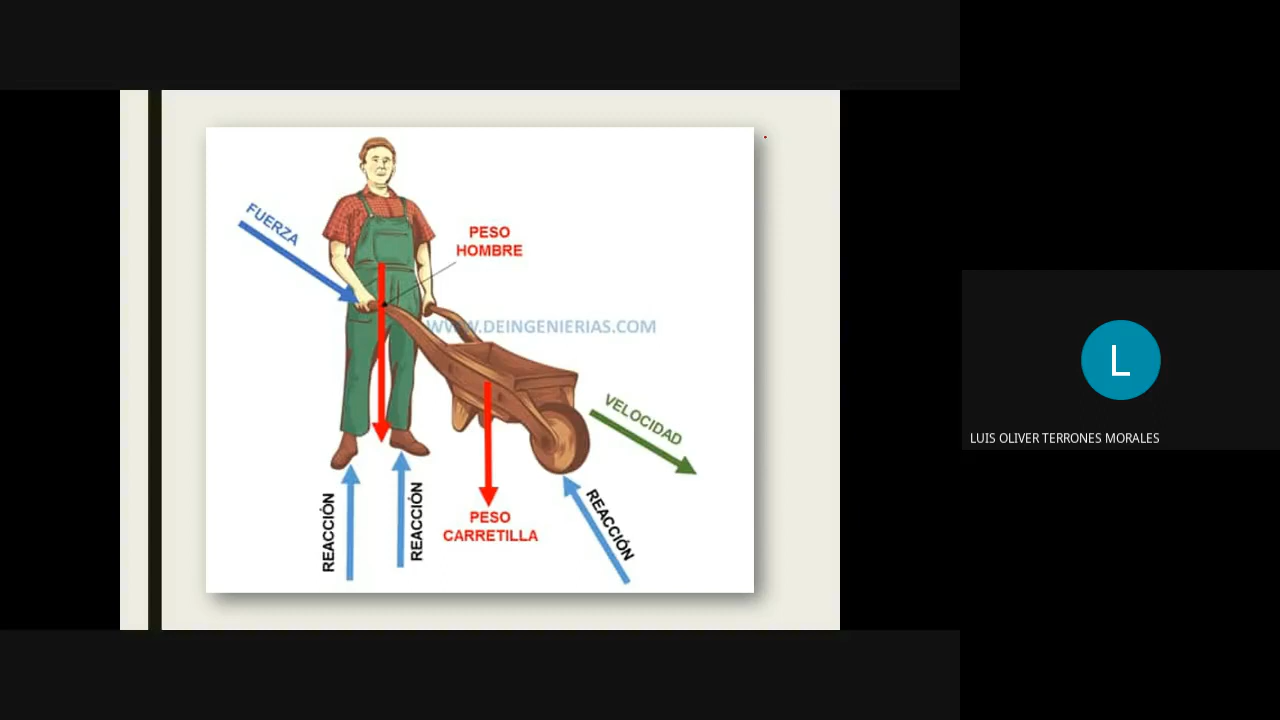 FUERZA
PESO
HOMBRE
WWW.DEINGENIERIAS.COM
VELOCIDAD
REACCIÓN
REACCIÓN
PESO
CARRETILLA
REACCIÓN
L
LUIS OLIVER TERRONES MORALES